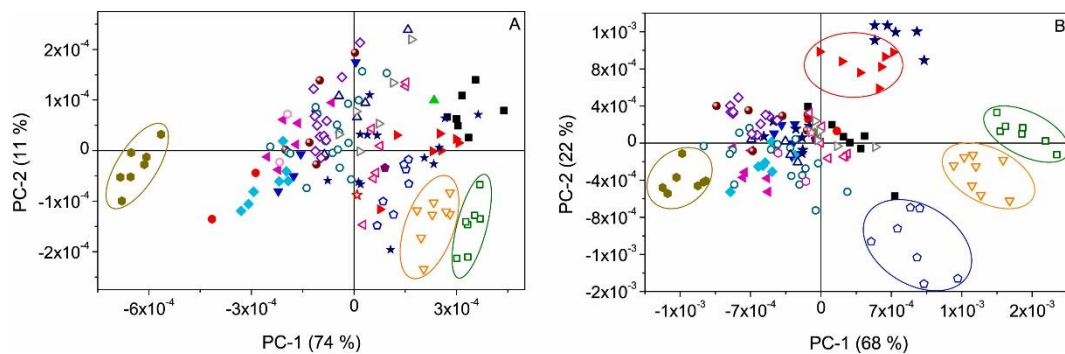 A
2x10⁻⁴
1x10⁻⁴
0
-1x10⁻⁴
-2x10⁻⁴
PC-2 (11 %)
-6x10⁻⁴
-3x10⁻⁴
0
3x10⁻⁴
PC-1 (74 %)
B
1x10⁻³
8x10⁻⁴
4x10⁻⁴
0
-4x10⁻⁴
-8x10⁻⁴
-1x10⁻³
-2x10⁻³
PC-2 (22 %)
-1x10⁻³
-7x10⁻⁴
0
7x10⁻⁴
1x10⁻³
2x10⁻³
PC-1 (68 %)